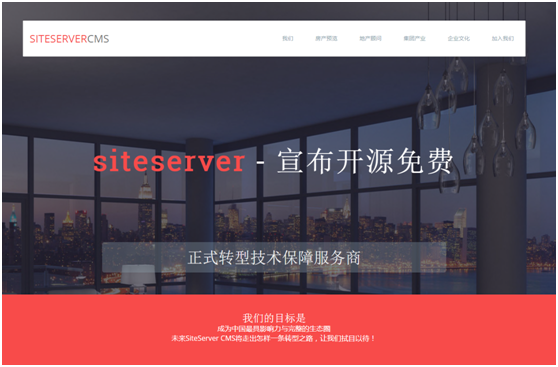 SITESERVERCMS
我们 房产频道 地产顾问 集团产业 企业文化 加入我们
siteserver - 宣布开源免费
正式转型技术保障服务商
我们的目标是
成为中国最具影响力与完整的生态圈
未来SiteServer CMS将走出怎样一条转型之路，让我们拭目以待！